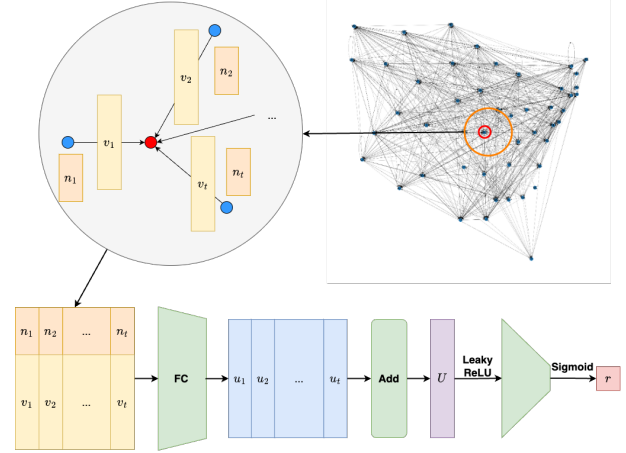 v₂
n₂
...
v₁
n₁
vₜ
nₜ
n₁ n₂ ... nₜ
v₁ v₂ ... vₜ
FC
u₁ u₂ ... uₜ
Add
U
Leaky
ReLU
Sigmoid
r